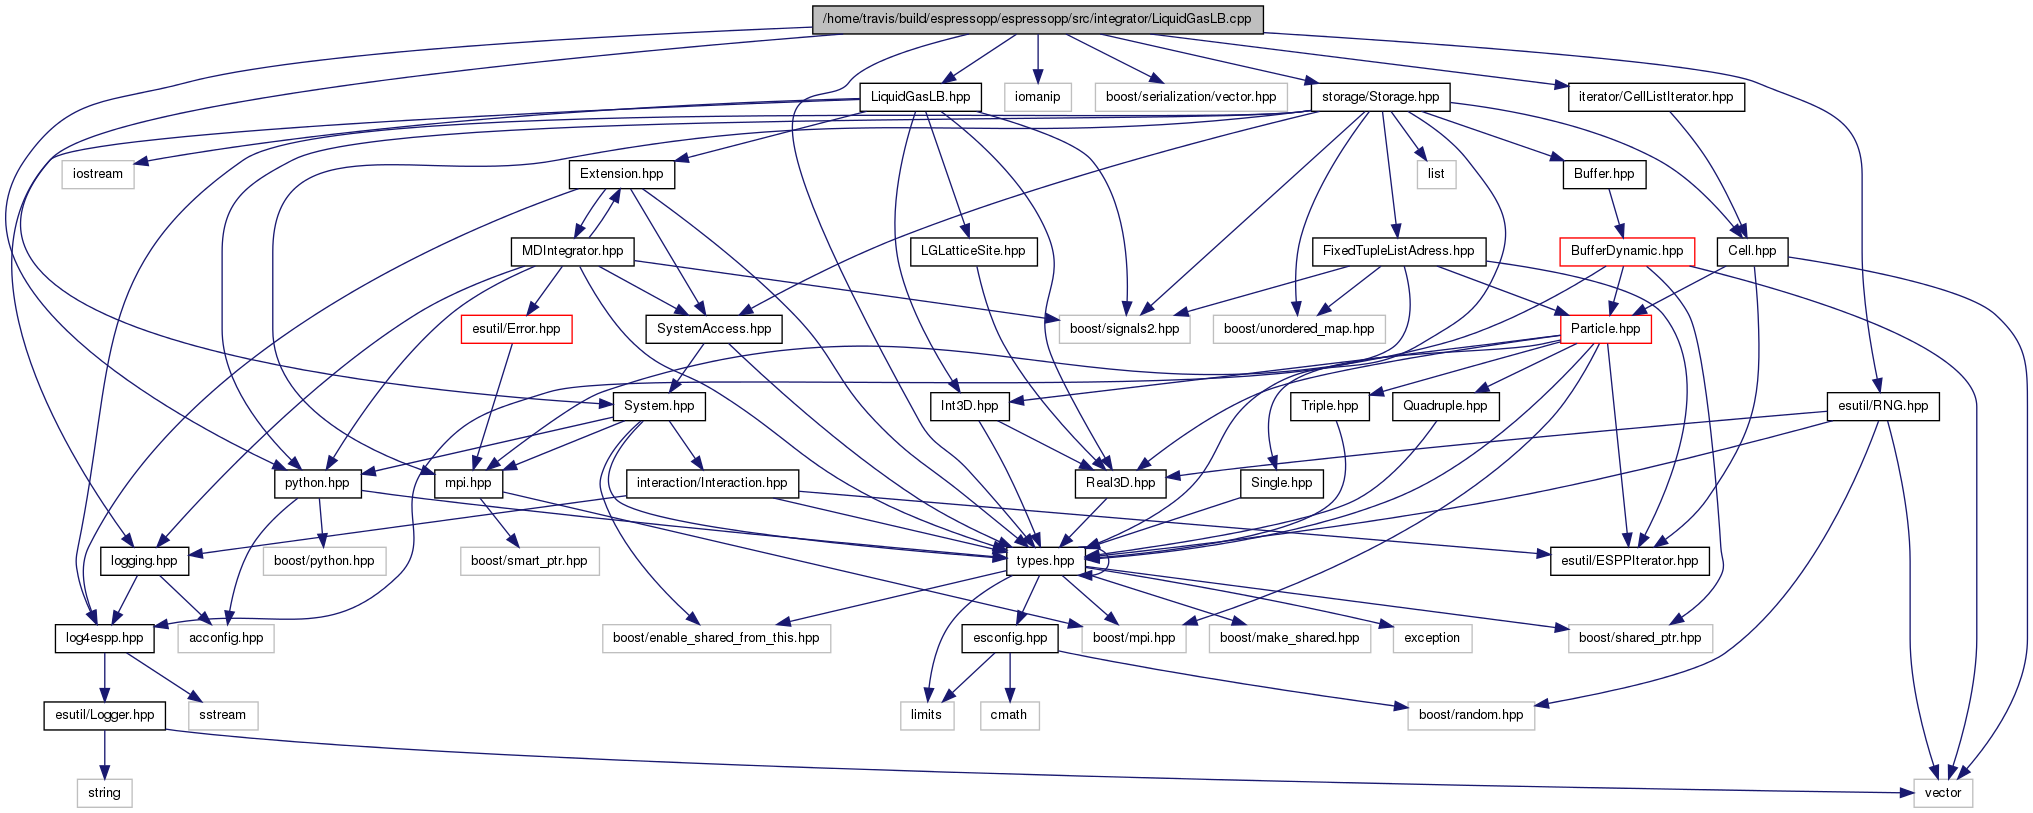 /home/travis/build/espressopp/espressopp/src/integrator/LiquidGasLB.cpp
LiquidGasLB.hpp
iomanip
boost/serialization/vector.hpp
storage/Storage.hpp
iterator/CellListIterator.hpp
iostream
Extension.hpp
list
Buffer.hpp
MDIntegrator.hpp
LGLatticeSite.hpp
FixedTupleListAdress.hpp
BufferDynamic.hpp
Cell.hpp
esutil/Error.hpp
SystemAccess.hpp
boost/signals2.hpp
boost/unordered_map.hpp
Particle.hpp
System.hpp
Int3D.hpp
Triple.hpp
Quadruple.hpp
esutil/RNG.hpp
python.hpp
mpi.hpp
interaction/Interaction.hpp
Real3D.hpp
Single.hpp
logging.hpp
boost/python.hpp
boost/smart_ptr.hpp
types.hpp
esutil/ESPPIterator.hpp
log4espp.hpp
acconfig.hpp
boost/enable_shared_from_this.hpp
esconfig.hpp
boost/mpi.hpp
boost/make_shared.hpp
exception
boost/shared_ptr.hpp
esutil/Logger.hpp
sstream
limits
cmath
boost/random.hpp
string
vector